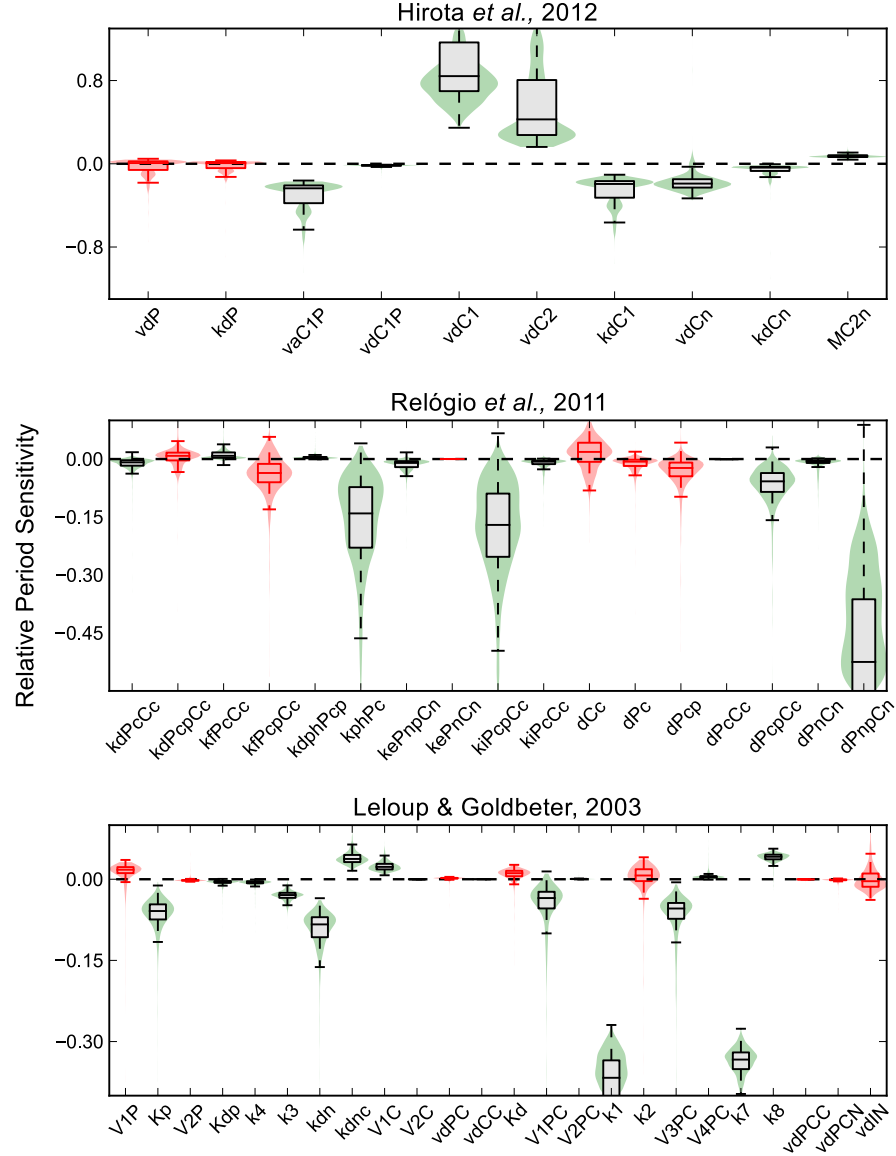 Hirota et al., 2012
0.8
0.0
−0.8
vdP kdP vaC1P vdC1P vdC1 vdC2 kdC1 vdCn kdCn MC2n
Relative Period Sensitivity
Relógio et al., 2011
0.00
−0.15
−0.30
−0.45
kdPcCc kdPcpCc kfPcCc kfPcpCc kdphPcp kphPc kePnpCn kePnCn kiPcpCc kiPcCc dCc dPc dPcp dPcCc dPcpCc dPnCn dPnpCn
Leloup & Goldbeter, 2003
0.00
−0.15
−0.30
V1P Kp V2P Kdp k4 k3 kdn kdnc V1C V2C vdPC vdCC Kd V1PC V2PC k1 k2 V3PC V4PC k7 k8 vdPCC vdPCN vdIN